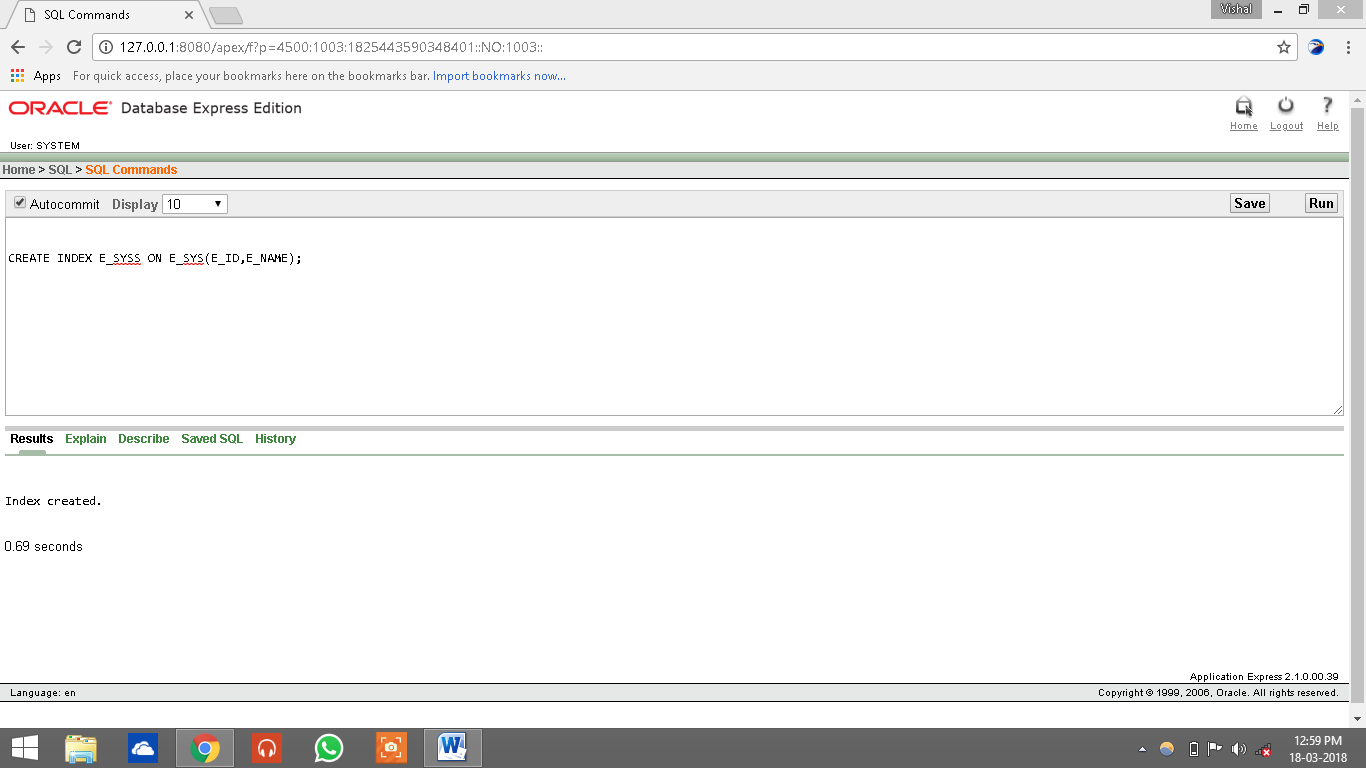 SQL Commands
Vishal
127.0.0.1:8080/apex/f?p=4500:1003:1825443590348401::NO:1003::
Apps For quick access, place your bookmarks here on the bookmarks bar. Import bookmarks now...
ORACLE Database Express Edition
Home Logout Help
User: SYSTEM
Home > SQL > SQL Commands
Autocommit Display 10 Save Run
CREATE INDEX E_SYSS ON E_SYS(E_ID,E_NAME);
Results Explain Describe Saved SQL History
Index created.
0.69 seconds
Application Express 2.1.0.00.39
Language: en Copyright © 1999, 2006, Oracle. All rights reserved.
12:59 PM
18-03-2018